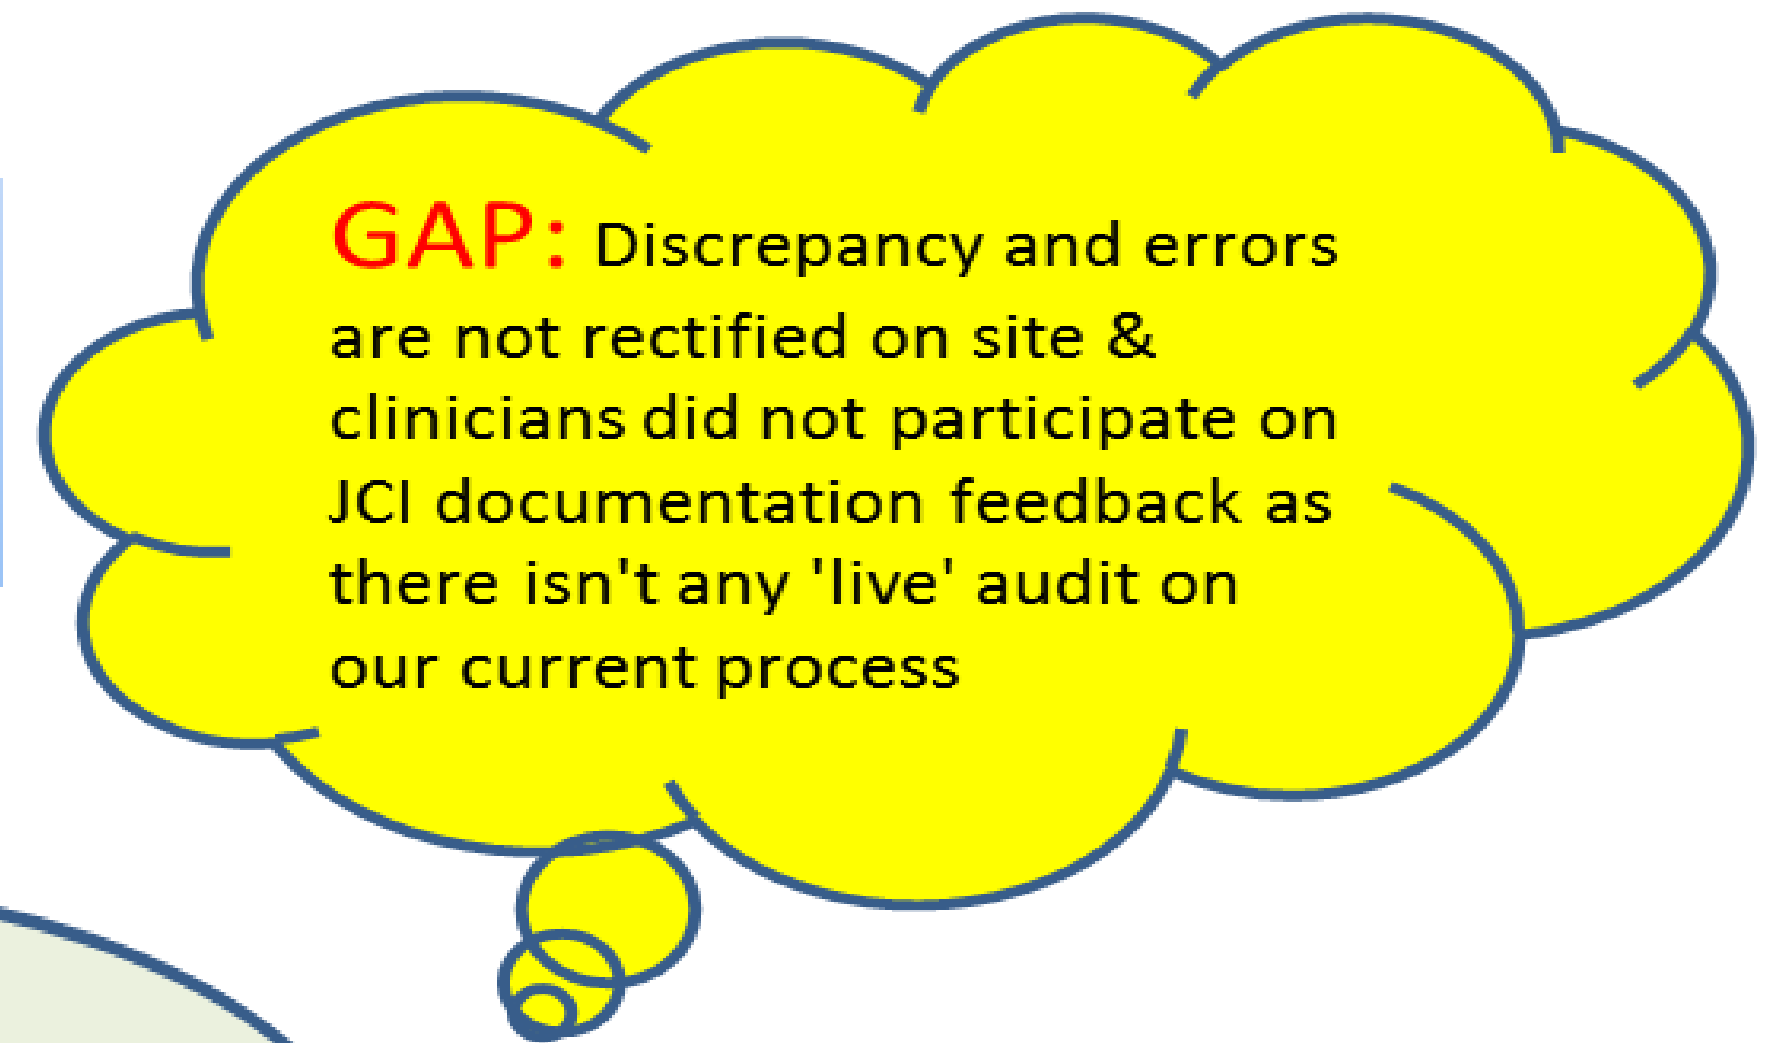 GAP: Discrepancy and errors
are not rectified on site &
clinicians did not participate on
JCI documentation feedback as
there isn't any 'live' audit on
our current process